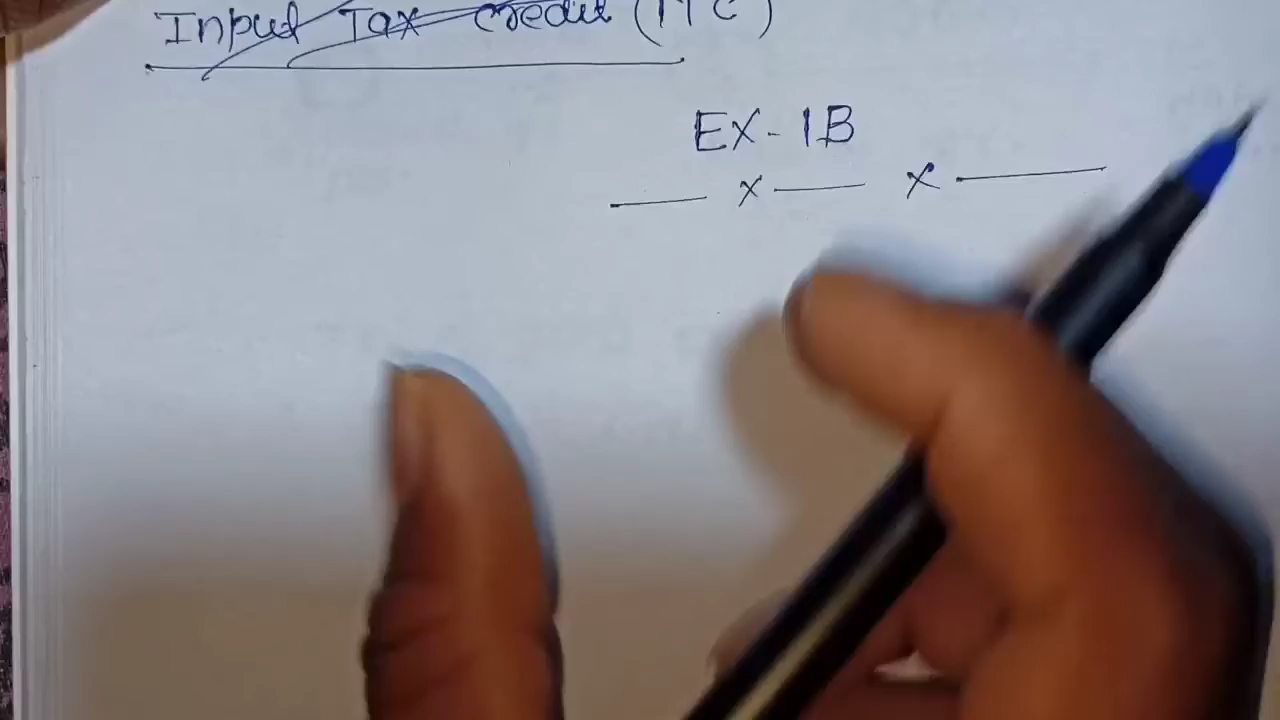 Input Tax credit (ITC)
EX-1B
— x — x —